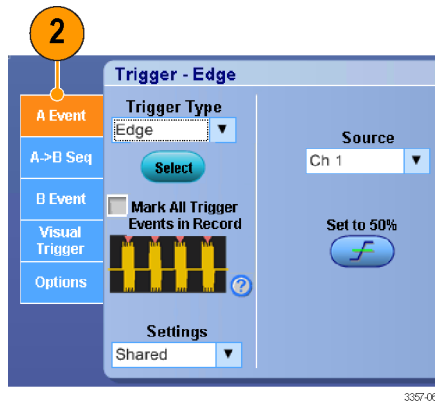 2
Trigger - Edge
A Event
A->B Seq
B Event
Visual
Trigger
Options
Trigger Type
Edge
Select
Mark All Trigger
Events in Record
?
Settings
Shared
Source
Ch 1
Set to 50%
3357-06